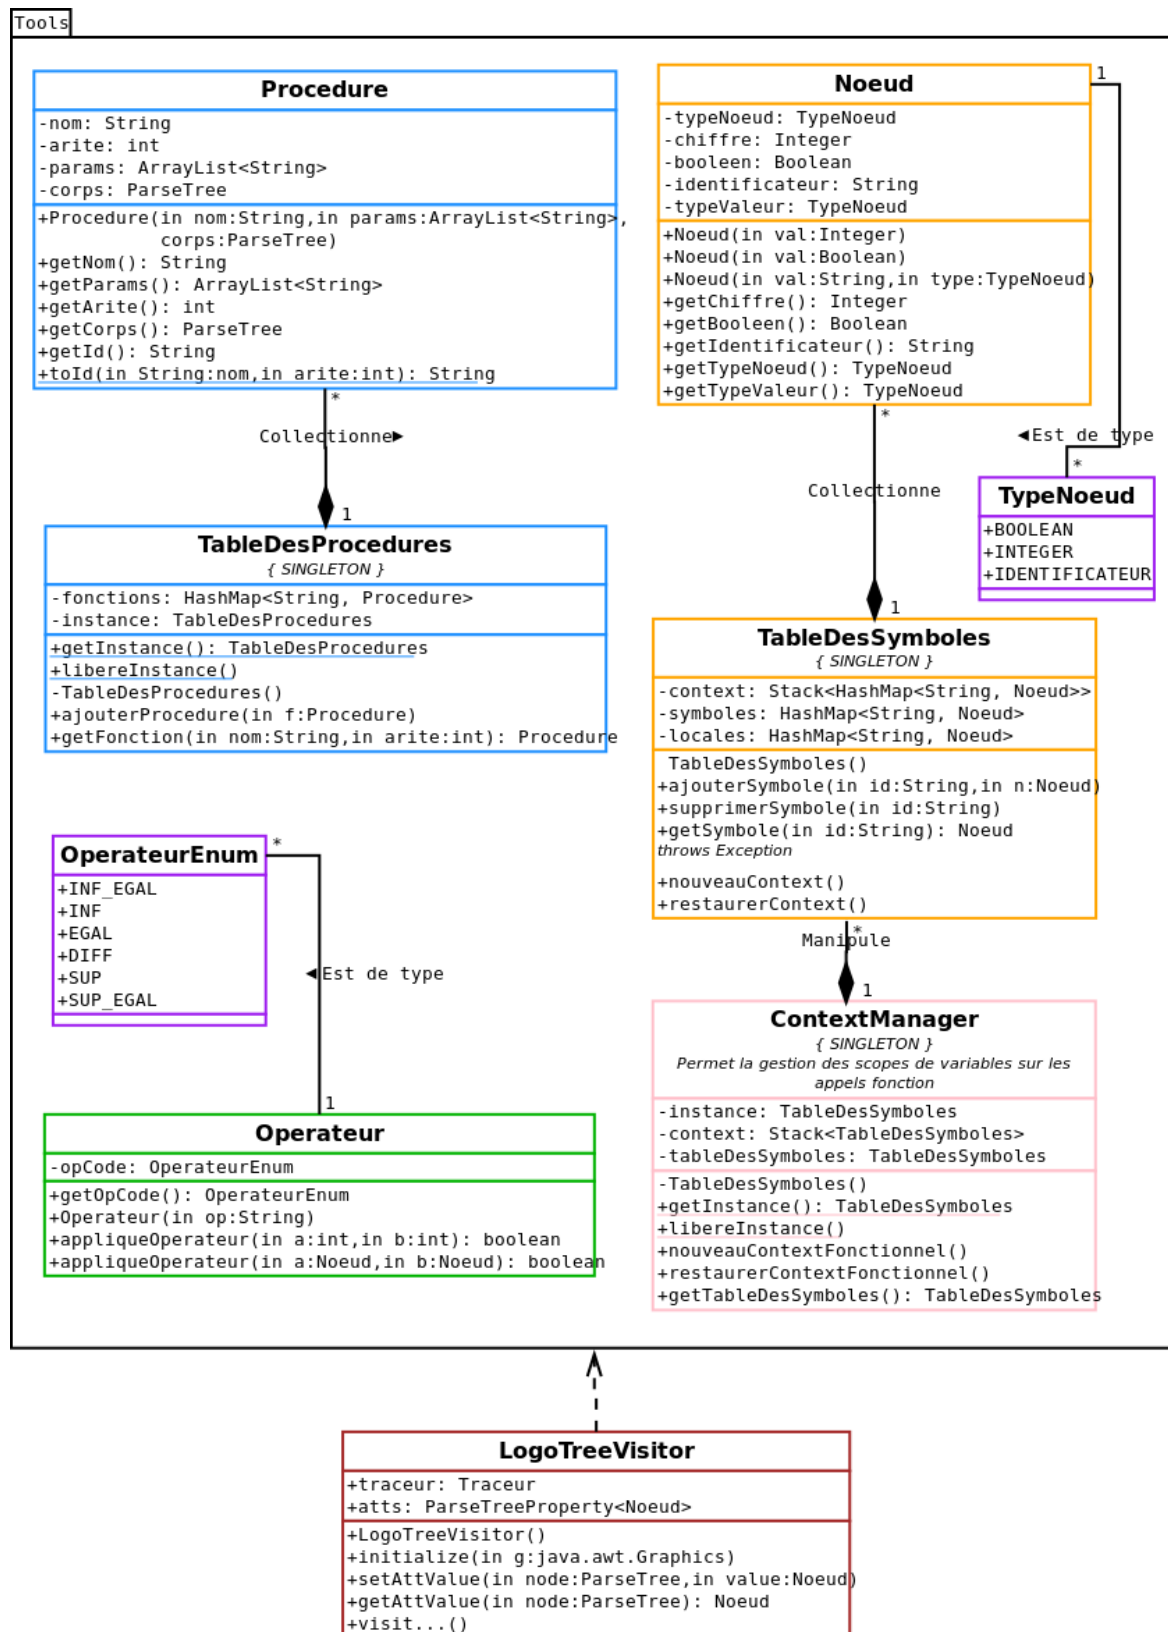 Tools
Procedure
-nom: String
-arite: int
-params: ArrayList<String>
-corps: ParseTree
+Procedure(in nom:String,in params:ArrayList<String>,
corps:ParseTree)
+getNom(): String
+getParams(): ArrayList<String>
+getArite(): int
+getCorps(): ParseTree
+getId(): String
+toId(in String:nom,in arite:int): String
*
Collectionne►
1
TableDesProcedures
{ SINGLETON }
-fonctions: HashMap<String, Procedure>
-instance: TableDesProcedures
+getInstance(): TableDesProcedures
+libereInstance()
-TableDesProcedures()
+ajouterProcedure(in f:Procedure)
+getFonction(in nom:String,in arite:int): Procedure
Noeud
-typeNoeud: TypeNoeud
-chiffre: Integer
-booleen: Boolean
-identificateur: String
-typeValeur: TypeNoeud
+Noeud(in val:Integer)
+Noeud(in val:Boolean)
+Noeud(in val:String,in type:TypeNoeud)
+getChiffre(): Integer
+getBooleen(): Boolean
+getIdentificateur(): String
+getTypeNoeud(): TypeNoeud
+getTypeValeur(): TypeNoeud
1
◄Est de type
*
TypeNoeud
+BOOLEAN
+INTEGER
+IDENTIFICATEUR
*
Collectionne
1
TableDesSymboles
{ SINGLETON }
-context: Stack<HashMap<String, Noeud>>
-symboles: HashMap<String, Noeud>
-locales: HashMap<String, Noeud>
TableDesSymboles()
+ajouterSymbole(in id:String,in n:Noeud)
+supprimerSymbole(in id:String)
+getSymbole(in id:String): Noeud
throws Exception
+nouveauContext()
+restaurerContext()
*
Manipule
1
ContextManager
{ SINGLETON }
Permet la gestion des scopes de variables sur les
appels fonction
-instance: TableDesSymboles
-context: Stack<TableDesSymboles>
-tableDesSymboles: TableDesSymboles
-TableDesSymboles()
+getInstance(): TableDesSymboles
+libereInstance()
+nouveauContextFonctionnel()
+restaurerContextFonctionnel()
+getTableDesSymboles(): TableDesSymboles
OperateurEnum
+INF_EGAL
+INF
+EGAL
+DIFF
+SUP
+SUP_EGAL
*
◄Est de type
1
Operateur
-opCode: OperateurEnum
+getOpCode(): OperateurEnum
+Operateur(in op:String)
+appliqueOperateur(in a:int,in b:int): boolean
+appliqueOperateur(in a:Noeud,in b:Noeud): boolean
LogoTreeVisitor
+traceur: Traceur
+atts: ParseTreeProperty<Noeud>
+LogoTreeVisitor()
+initialize(in g:java.awt.Graphics)
+setAttValue(in node:ParseTree,in value:Noeud)
+getAttValue(in node:ParseTree): Noeud
+visit...()